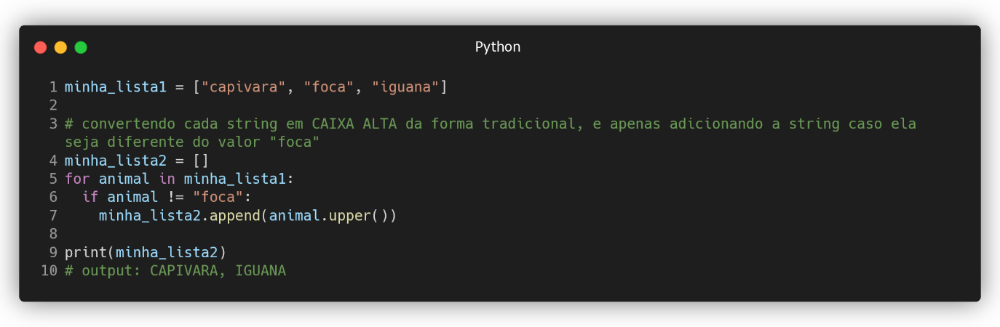 Python
1 minha_lista1 = ["capivara", "foca", "iguana"]
2
3 # convertendo cada string em CAIXA ALTA da forma tradicional, e apenas adicionando a string caso ela
seja diferente do valor "foca"
4 minha_lista2 = []
5 for animal in minha_lista1:
6   if animal != "foca":
7     minha_lista2.append(animal.upper())
8
9 print(minha_lista2)
10 # output: CAPIVARA, IGUANA